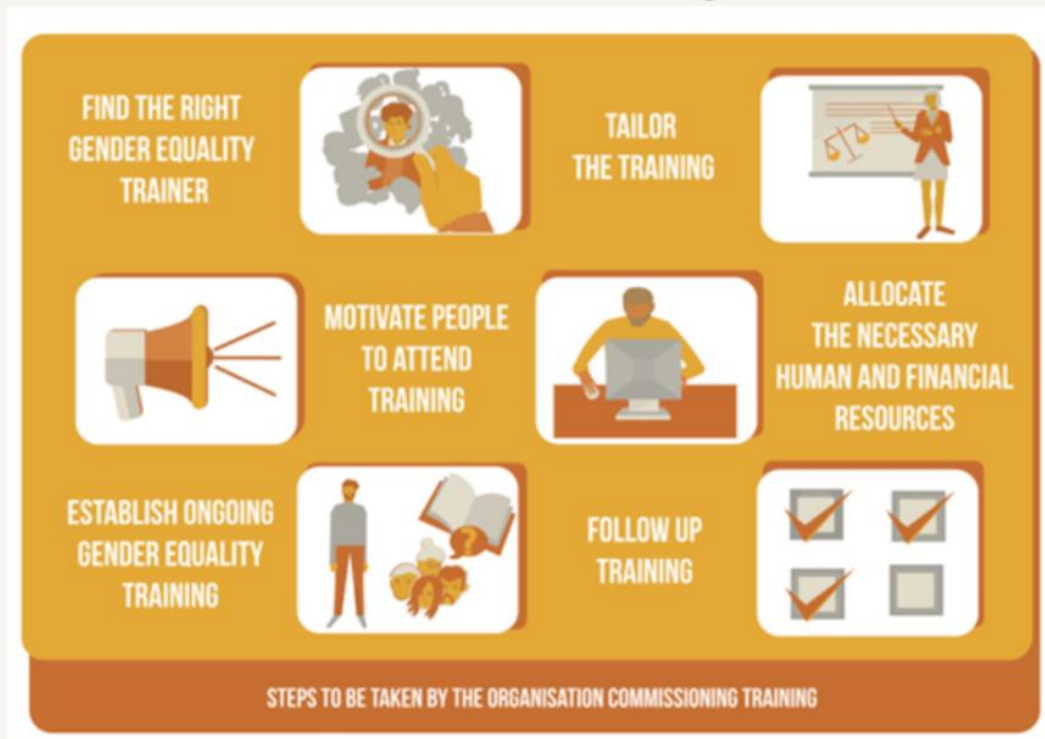 FIND THE RIGHT
GENDER EQUALITY
TRAINER
TAILOR
THE TRAINING
MOTIVATE PEOPLE
TO ATTEND
TRAINING
ALLOCATE
THE NECESSARY
HUMAN AND FINANCIAL
RESOURCES
ESTABLISH ONGOING
GENDER EQUALITY
TRAINING
?
FOLLOW UP
TRAINING
STEPS TO BE TAKEN BY THE ORGANISATION COMMISSIONING TRAINING